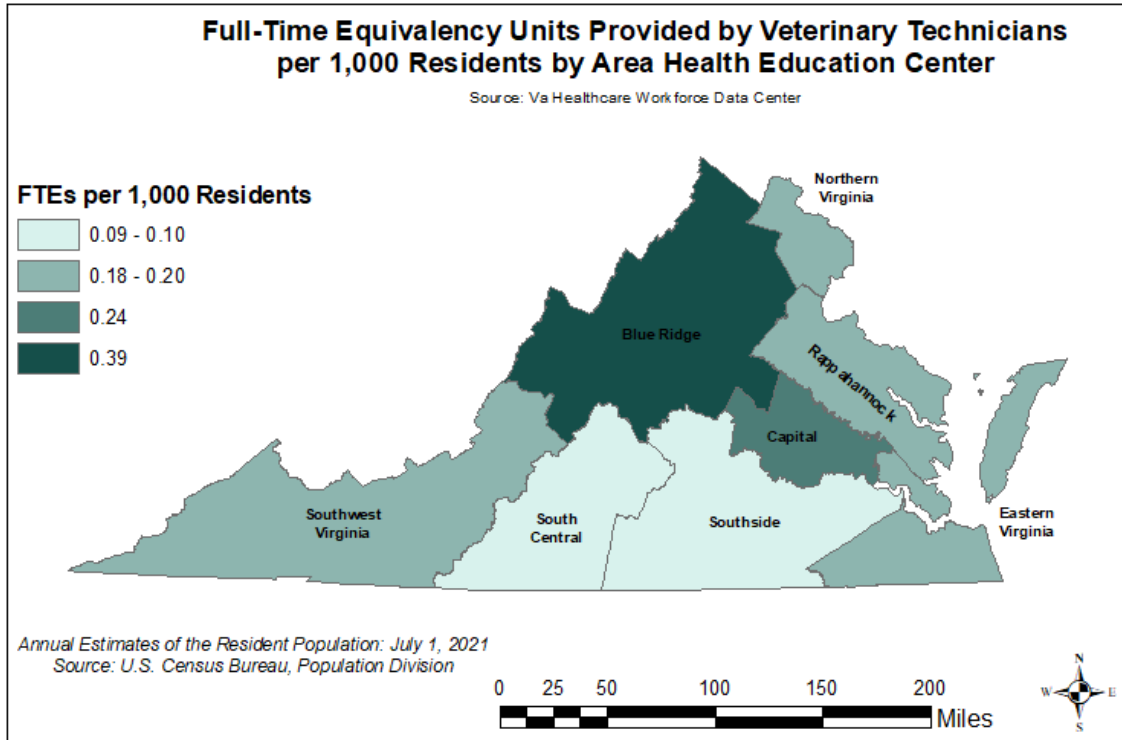 Full-Time Equivalency Units Provided by Veterinary Technicians
per 1,000 Residents by Area Health Education Center
Source: Va Healthcare Workforce Data Center
FTEs per 1,000 Residents
0.09 - 0.10
0.18 - 0.20
0.24
0.39
Northern
Virginia
Blue Ridge
Rappahannock
Capital
Southwest
Virginia
South
Central
Southside
Eastern
Virginia
Annual Estimates of the Resident Population: July 1, 2021
Source: U.S. Census Bureau, Population Division
0 25 50 100 150 200
Miles
N
W E
S